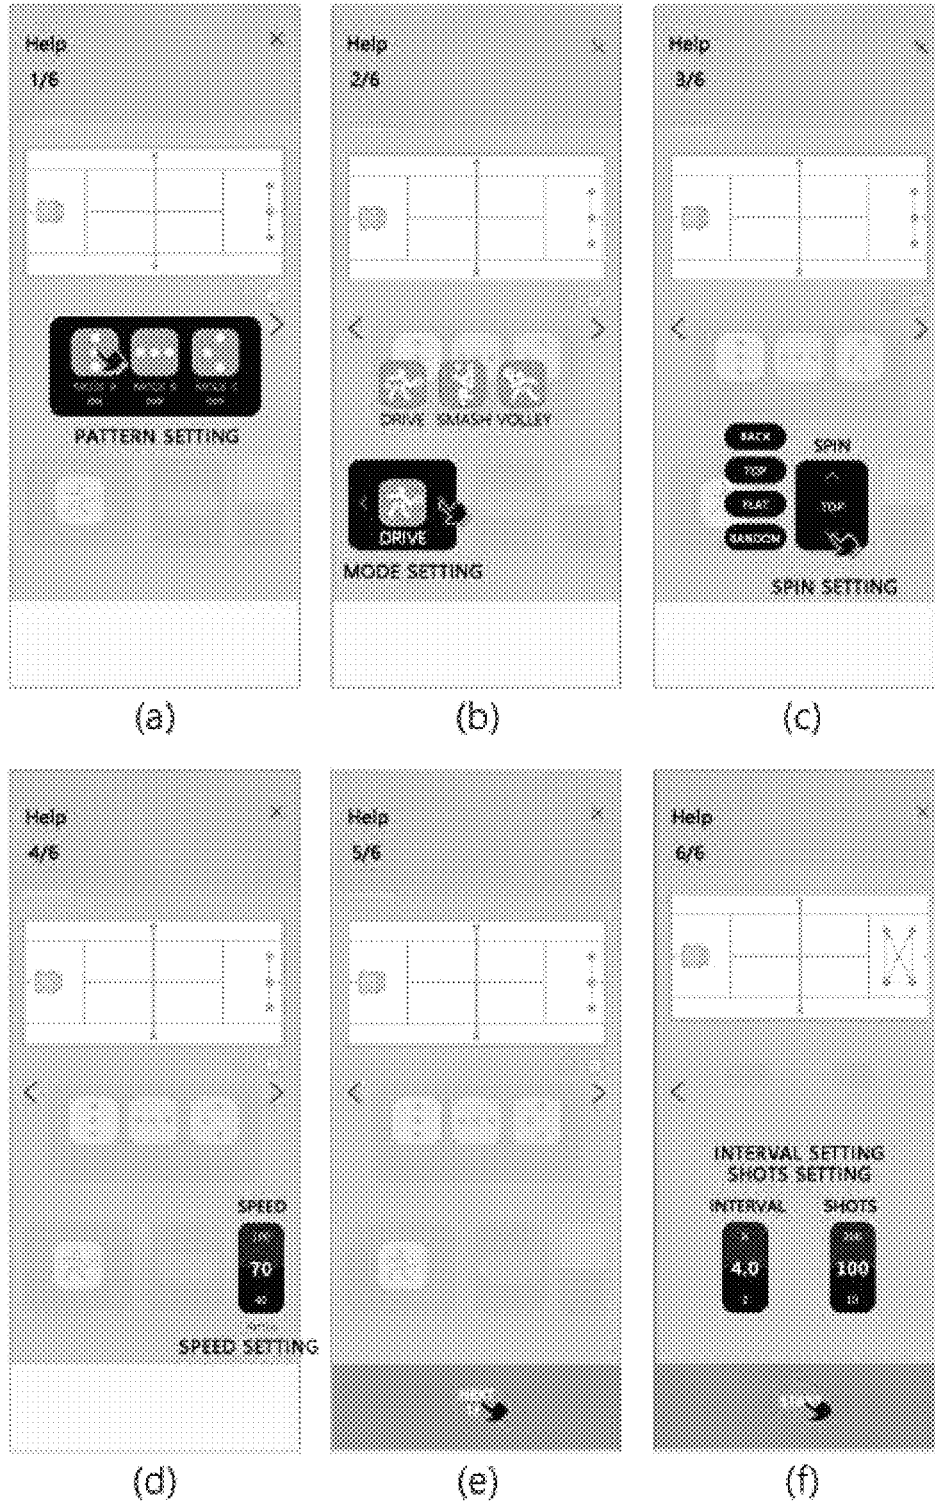 Help
1/6
PATTERN SETTING
(a)
Help
2/6
DRIVE SMASH VOLLEY
DRIVE
MODE SETTING
(b)
Help
3/6
BACK
TOP
FLAT
RANDOM
SPIN
TOP
SPIN SETTING
(c)
Help
4/6
SPEED
70
40
SPEED SETTING
(d)
Help
5/6
(e)
Help
6/6
INTERVAL SETTING
SHOTS SETTING
INTERVAL SHOTS
4.0 100
(f)